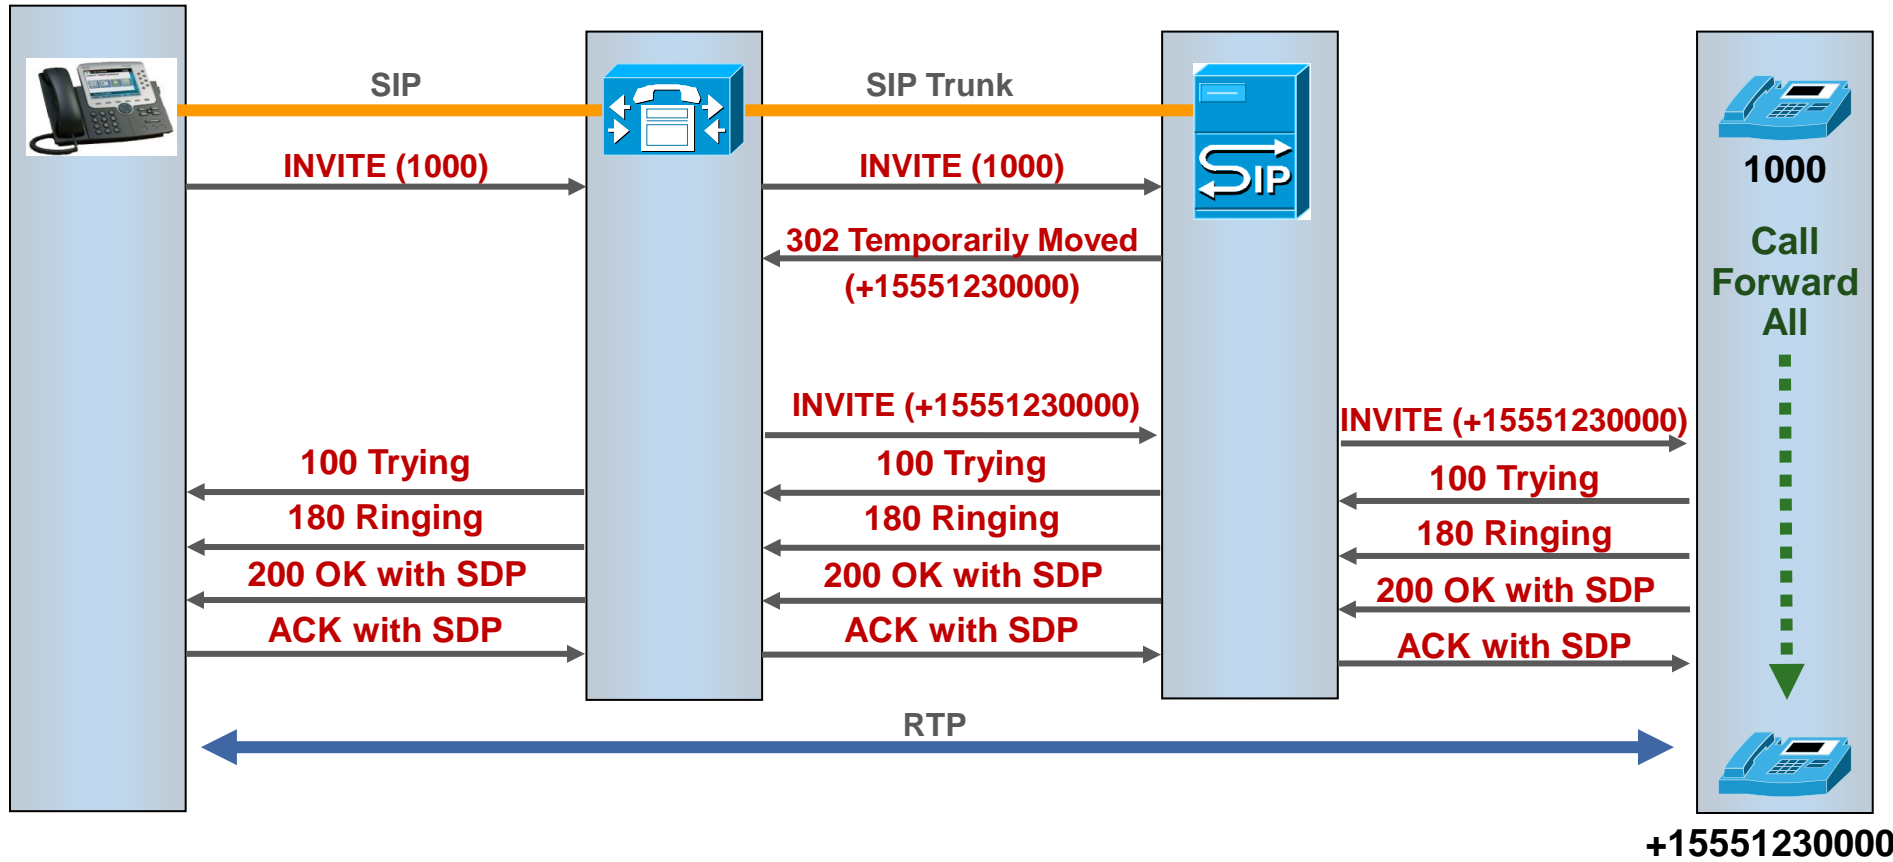 SIP
SIP Trunk
INVITE (1000)
INVITE (1000)
SIP
1000
302 Temporarily Moved
(+15551230000)
Call
Forward
All
INVITE (+15551230000)
INVITE (+15551230000)
100 Trying
100 Trying
100 Trying
180 Ringing
180 Ringing
180 Ringing
200 OK with SDP
200 OK with SDP
200 OK with SDP
ACK with SDP
ACK with SDP
ACK with SDP
RTP
+15551230000